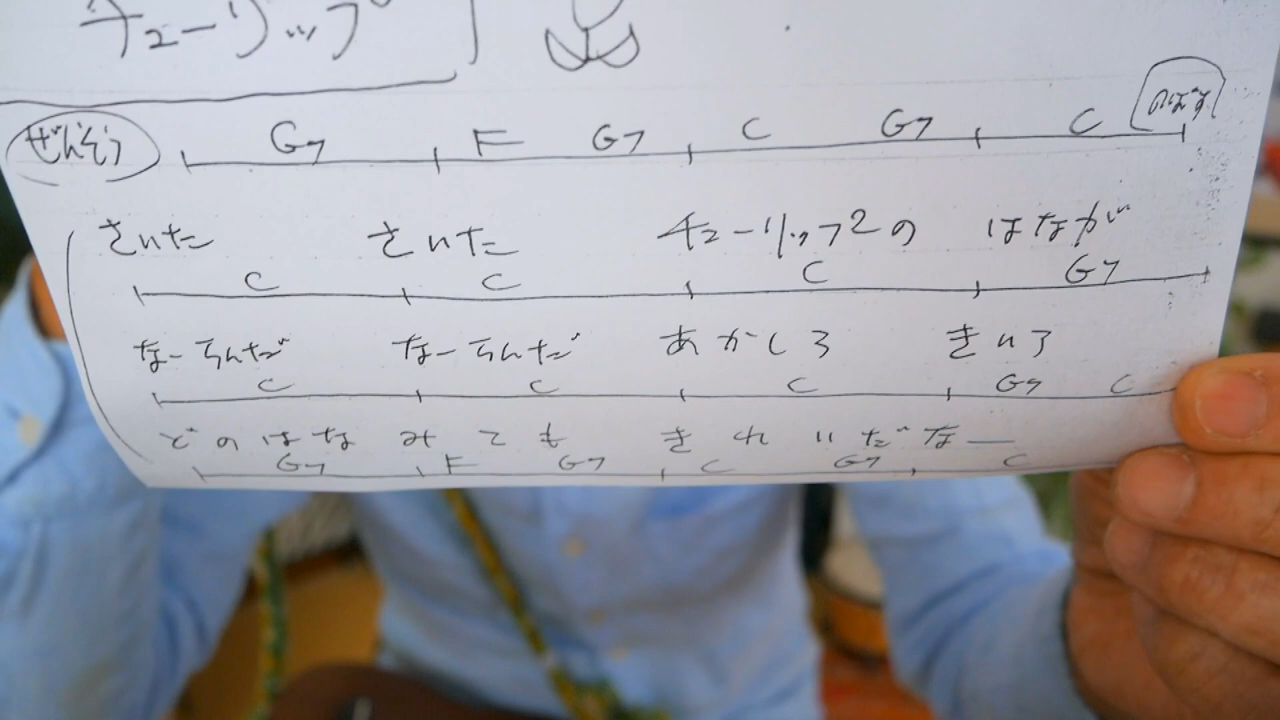 チューリップ
ぜんそう G7 F G7 C G7 C のばす
さいた さいた チューリップの はなが
C C C G7
なーらんだ なーらんだ あかしろ きいろ
C C C G7 C
どのはな みても きれ いだなー
G7 F G7 C G7 C